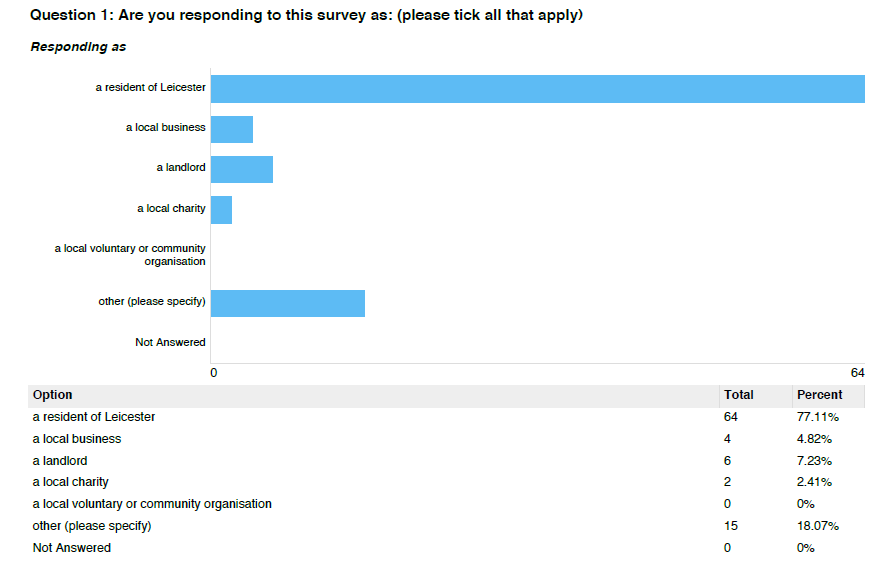 Question 1: Are you responding to this survey as: (please tick all that apply)
Responding as
a resident of Leicester
a local business
a landlord
a local charity
a local voluntary or community
organisation
other (please specify)
Not Answered
0 64
Option Total Percent
a resident of Leicester 64 77.11%
a local business 4 4.82%
a landlord 6 7.23%
a local charity 2 2.41%
a local voluntary or community organisation 0 0%
other (please specify) 15 18.07%
Not Answered 0 0%